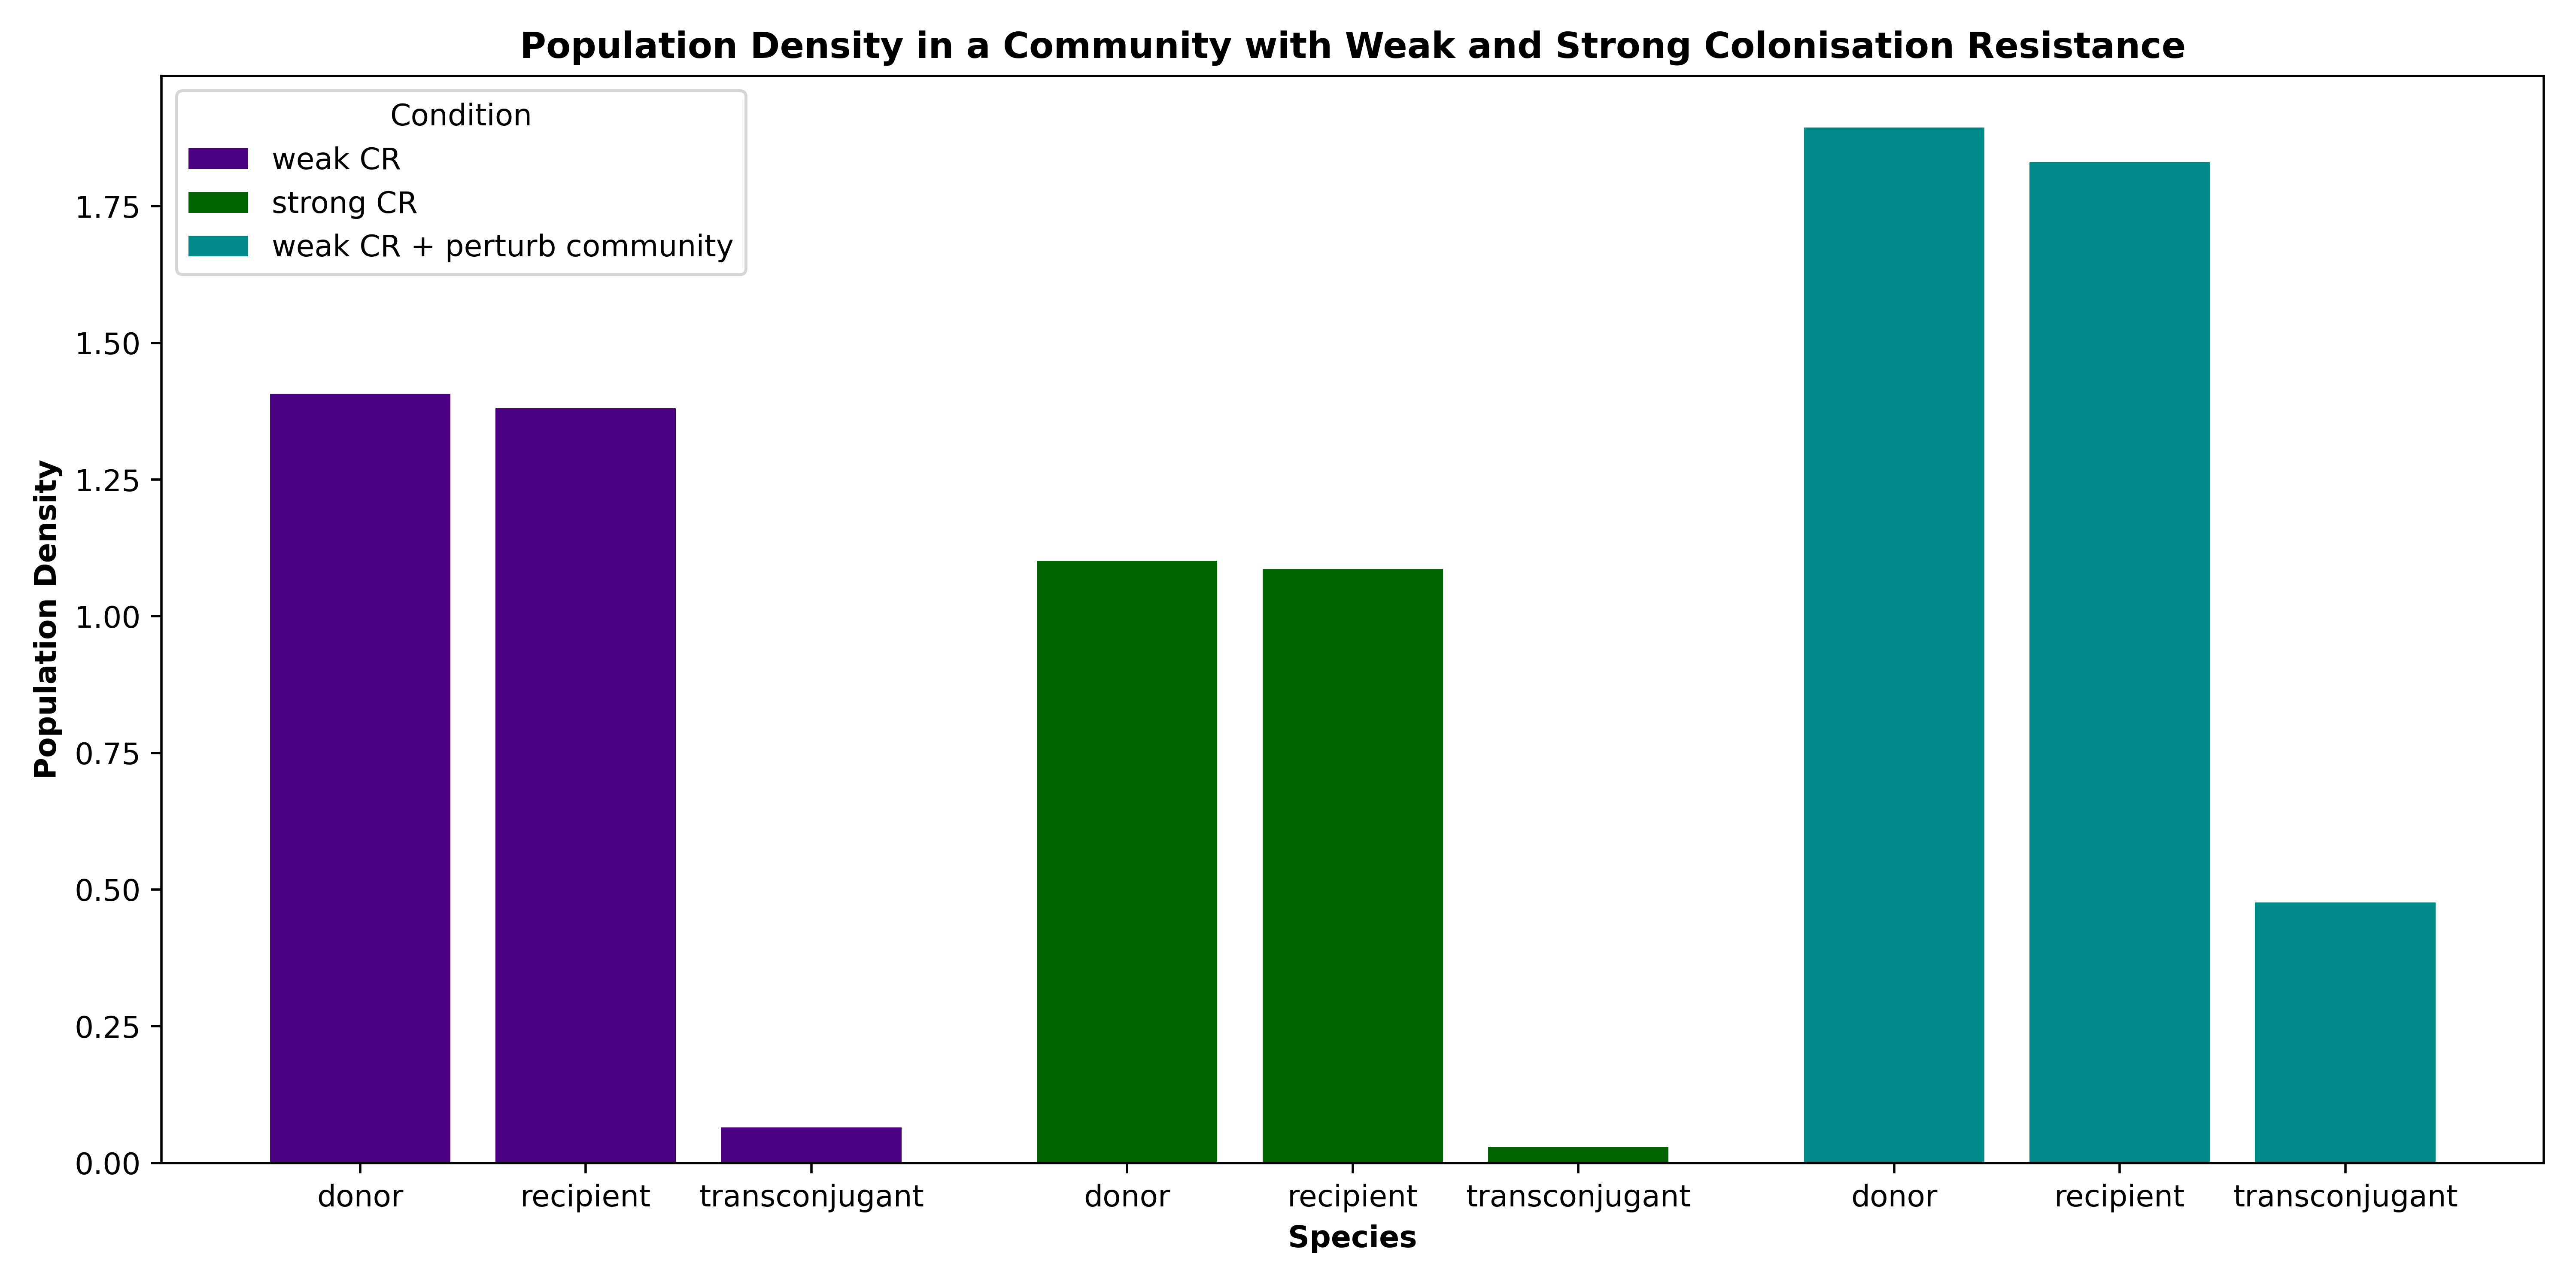 Population Density in a Community with Weak and Strong Colonisation Resistance
Condition
weak CR
strong CR
weak CR + perturb community
Population Density
1.75
1.50
1.25
1.00
0.75
0.50
0.25
0.00
donor recipient transconjugant donor recipient transconjugant donor recipient transconjugant
Species